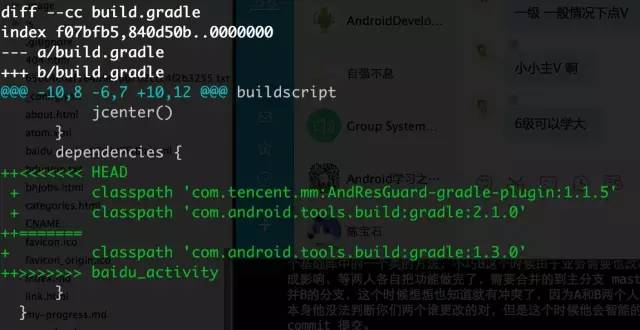 diff --cc build.gradle
index f07bfb5,840d50b..0000000
--- a/build.gradle
+++ b/build.gradle
@@@ -10,8 -6,7 +10,12 @@@ buildscript
jcenter()
}
dependencies {
++<<<<<<< HEAD
+ classpath 'com.tencent.mm:AndResGuard-gradle-plugin:1.1.5'
+ classpath 'com.android.tools.build:gradle:2.1.0'
++=======
+ classpath 'com.android.tools.build:gradle:1.3.0'
++>>>>>>> baidu_activity
}
}
about.html
atom.xml
bhjobs.html
categories.html
CNAME
favicon.ico
favicon_origin.ico
index.html
link.html
my-progress.md
AndroidDevelo...
自强不息
Group System...
Android学习之...
陈宝石
一级 一般情况下点V
小小主V 啊
6级可以学大
成影响，等两人各自把功能做完了，需要合并的到主分支 mast
并B的分支，这个时候想想也知道就有冲突了，因为A和B两个人
本身他没法判断你们两个谁更改的对，但是这个时候他会智能的
commit 提交。